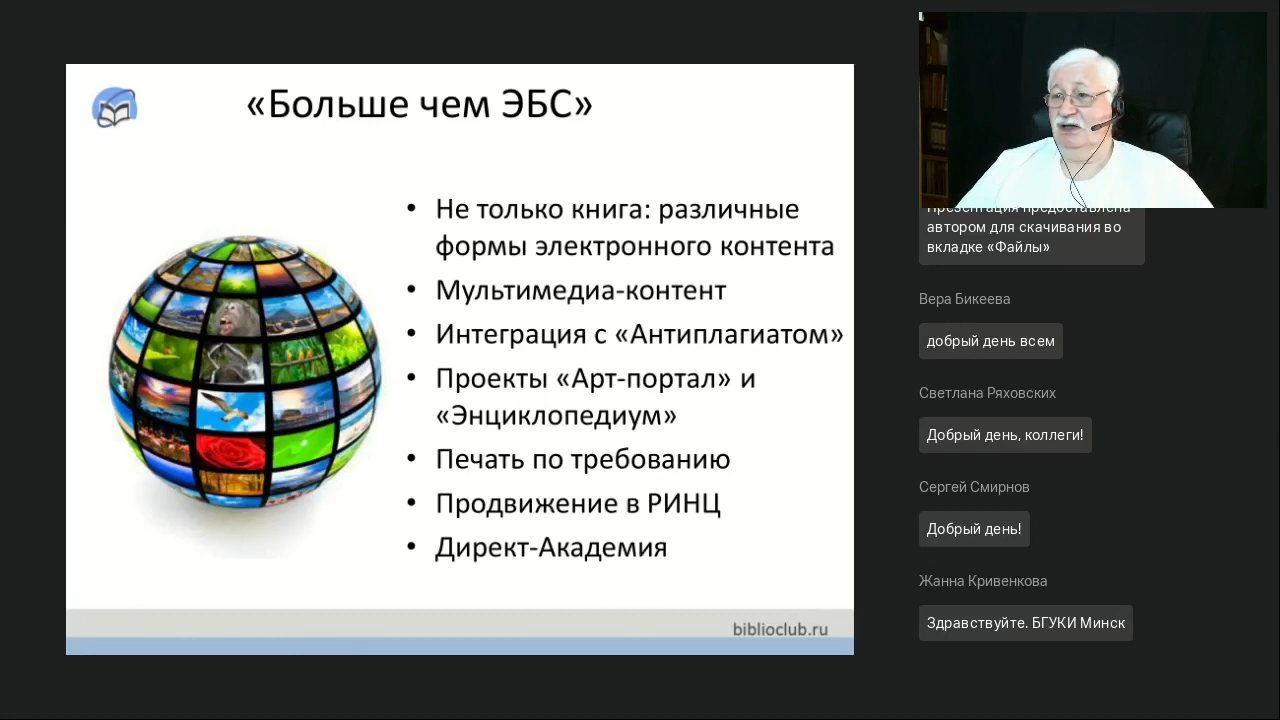 «Больше чем ЭБС»
• Не только книга: различные
формы электронного контента
• Мультимедиа-контент
• Интеграция с «Антиплагиатом»
• Проекты «Арт-портал» и
«Энциклопедиум»
• Печать по требованию
• Продвижение в РИНЦ
• Директ-Академия
biblioclub.ru
Презентация предоставлена
автором для скачивания во
вкладке «Файлы»
Вера Бикеева
добрый день всем
Светлана Ряховских
Добрый день, коллеги!
Сергей Смирнов
Добрый день!
Жанна Кривенкова
Здравствуйте. БГУКИ Минск